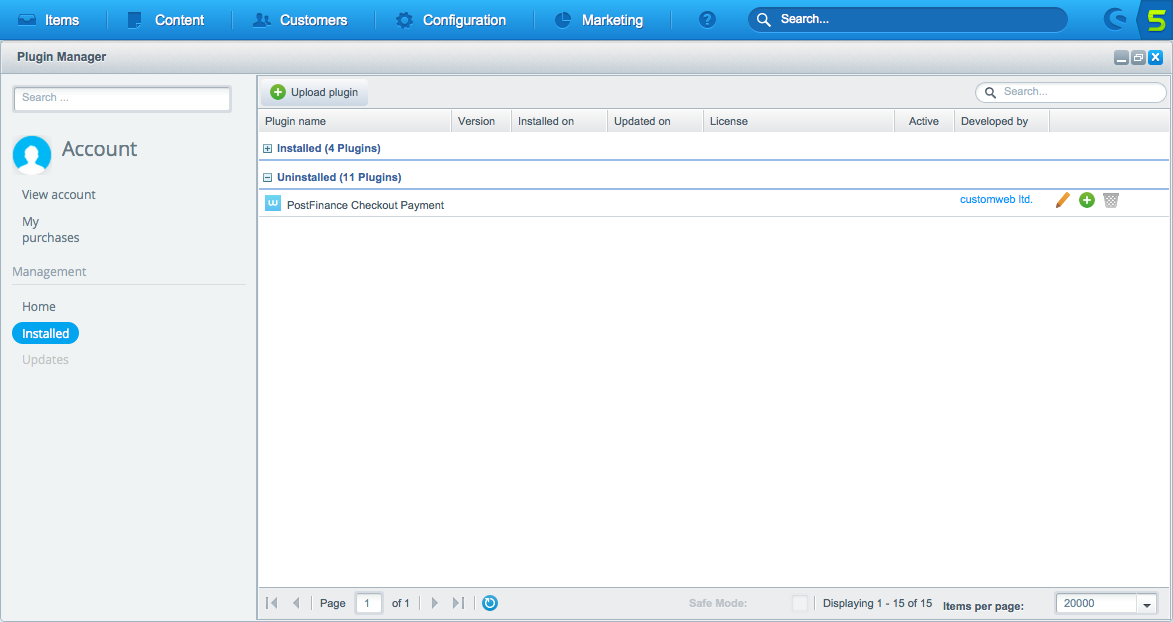 Items Content Customers Configuration Marketing ? Search... 5
Plugin Manager
Search ...
Account
View account
My
purchases
Management
Home
Installed
Updates
Upload plugin Search...
Plugin name Version Installed on Updated on License Active Developed by
Installed (4 Plugins)
Uninstalled (11 Plugins)
w PostFinance Checkout Payment customweb ltd.
Page 1 of 1 Safe Mode: Displaying 1 - 15 of 15 Items per page: 20000